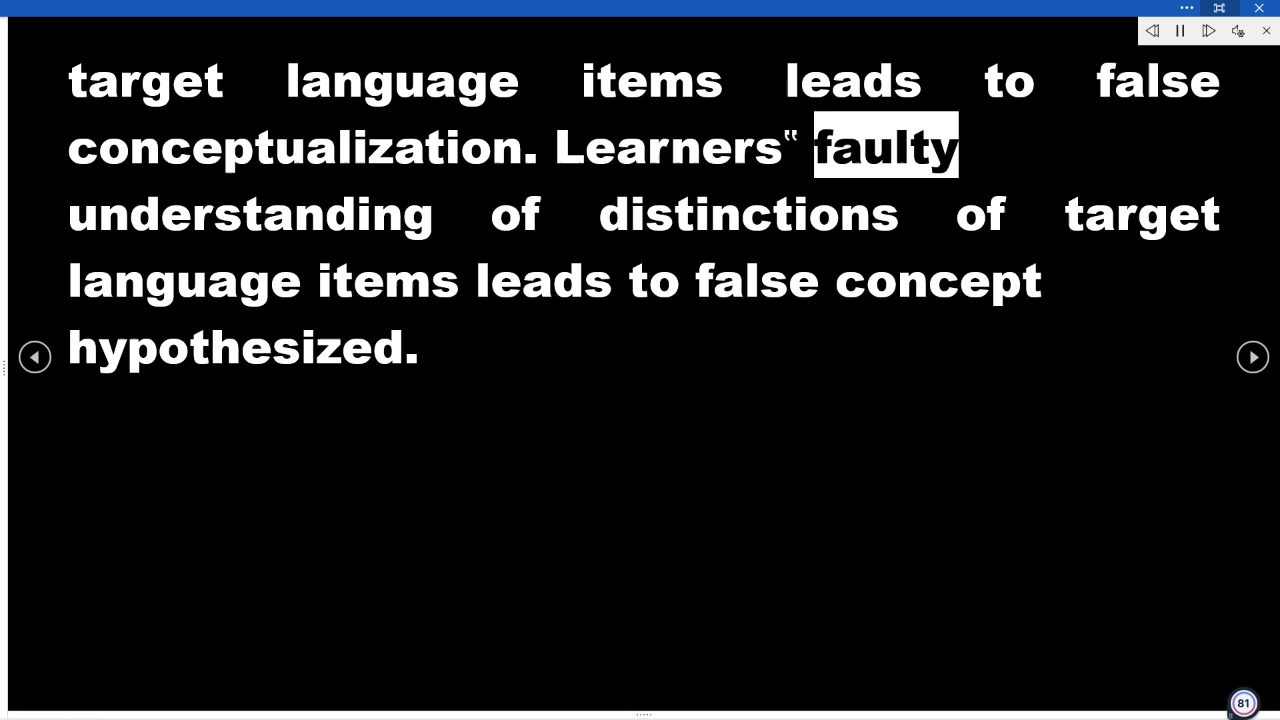 target language items leads to false
conceptualization. Learners‟ faulty
understanding of distinctions of target
language items leads to false concept
hypothesized.
81